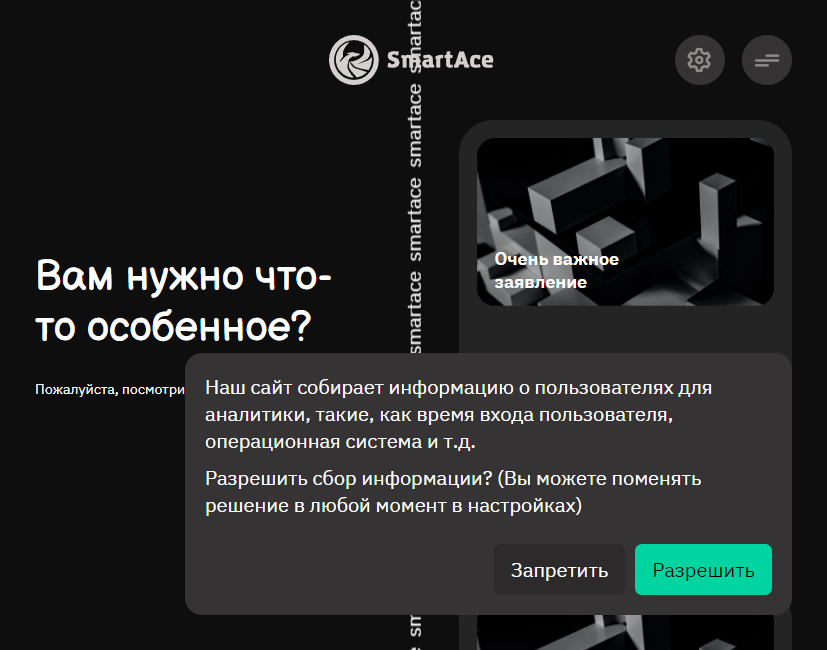 SmartAce
smartace smartace smartace smartace
Очень важное
заявление
Вам нужно что-
то особенное?
Пожалуйста,
Наш сайт собирает информацию о пользователях для
аналитики, такие, как время входа пользователя,
операционная система и т.д.
Разрешить сбор информации? (Вы можете поменять
решение в любой момент в настройках)
Запретить
Разрешить